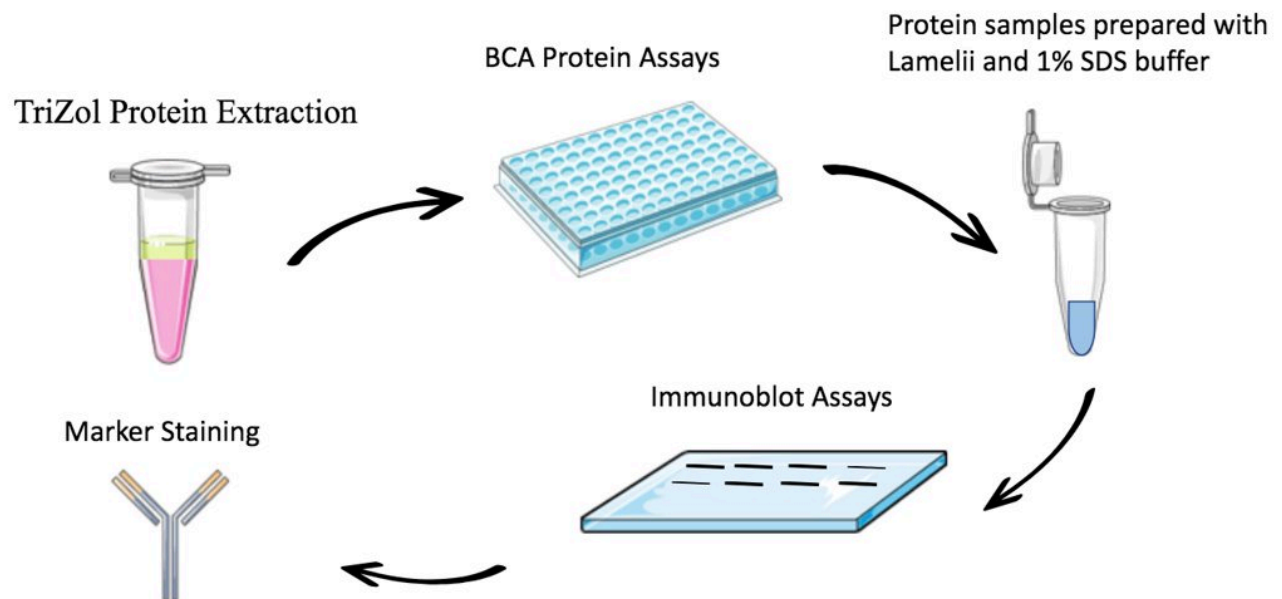 TriZol Protein Extraction
BCA Protein Assays
Protein samples prepared with
Lamelii and 1% SDS buffer
Immunoblot Assays
Marker Staining